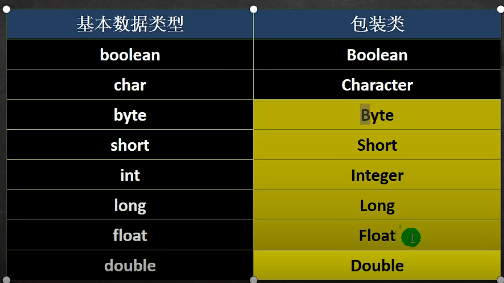 基本数据类型 包装类
boolean Boolean
char Character
byte Byte
short Short
int Integer
long Long
float Float
double Double